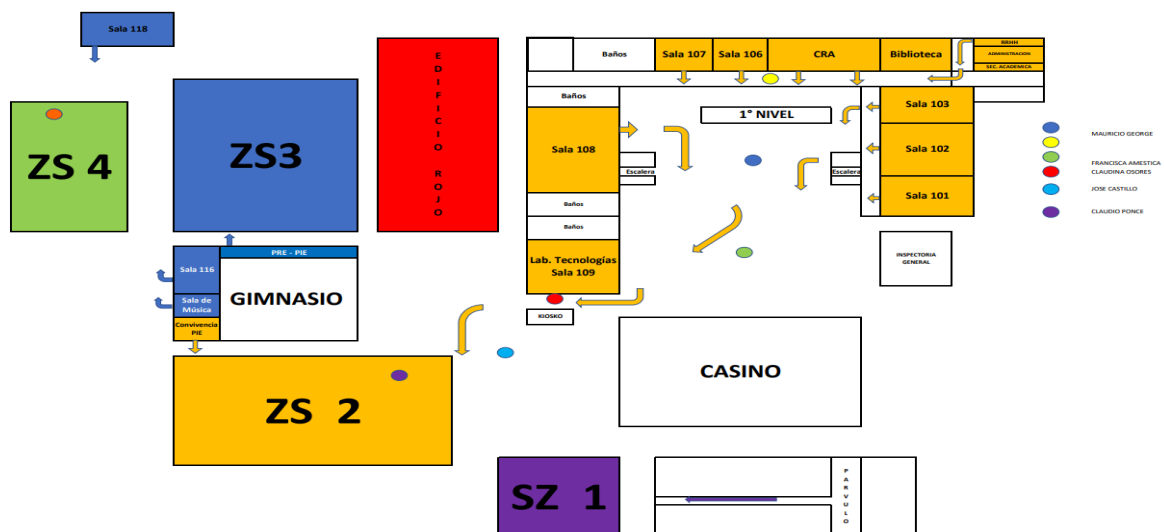 Sala 118
Baños
Sala 107
Sala 106
CRA
Biblioteca
RRHH
ADMINISTRACION
SEC. ACADEMICA
EDIFICIO ROJO
Baños
1° NIVEL
Sala 103
ZS 4
ZS3
Sala 108
Escalera
Escalera
Sala 102
Sala 101
MAURICIO GEORGE
FRANCISCA AMESTICA
CLAUDINA OSORES
JOSE CASTILLO
CLAUDIO PONCE
Baños
Baños
PRE - PIE
Sala 116
GIMNASIO
Sala de
Música
Convivencia
PIE
Lab. Tecnologías
Sala 109
INSPECTORIA
GENERAL
KIOSKO
ZS 2
CASINO
SZ 1
PARVULO